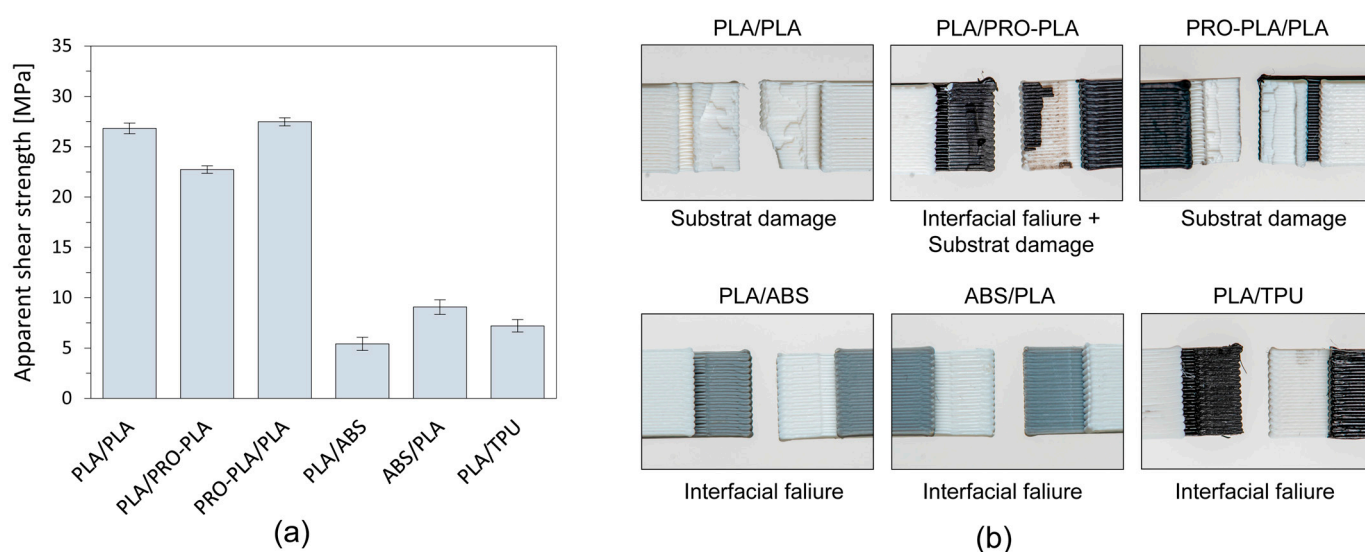 35
30
25
20
15
10
5
0
Apparent shear strength [MPa]
PLA/PLA
PLA/PRO-PLA
PRO-PLA/PLA
PLA/ABS
ABS/PLA
PLA/TPU
(a)
PLA/PLA
PLA/PRO-PLA
PRO-PLA/PLA
Substrat damage
Interfacial faliure +
Substrat damage
Substrat damage
PLA/ABS
ABS/PLA
PLA/TPU
Interfacial faliure
Interfacial faliure
Interfacial faliure
(b)